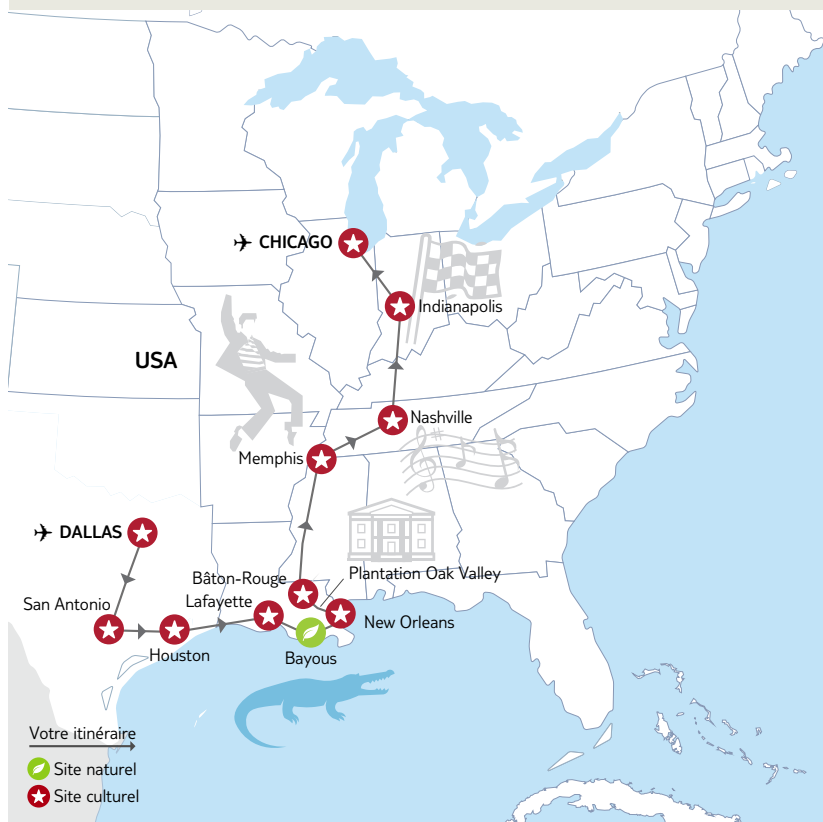 CHICAGO
Indianapolis
USA
Nashville
Memphis
DALLAS
Plantation Oak Valley
Bâton-Rouge
Lafayette
San Antonio
New Orleans
Houston
Bayous
Votre itinéraire
Site naturel
Site culturel